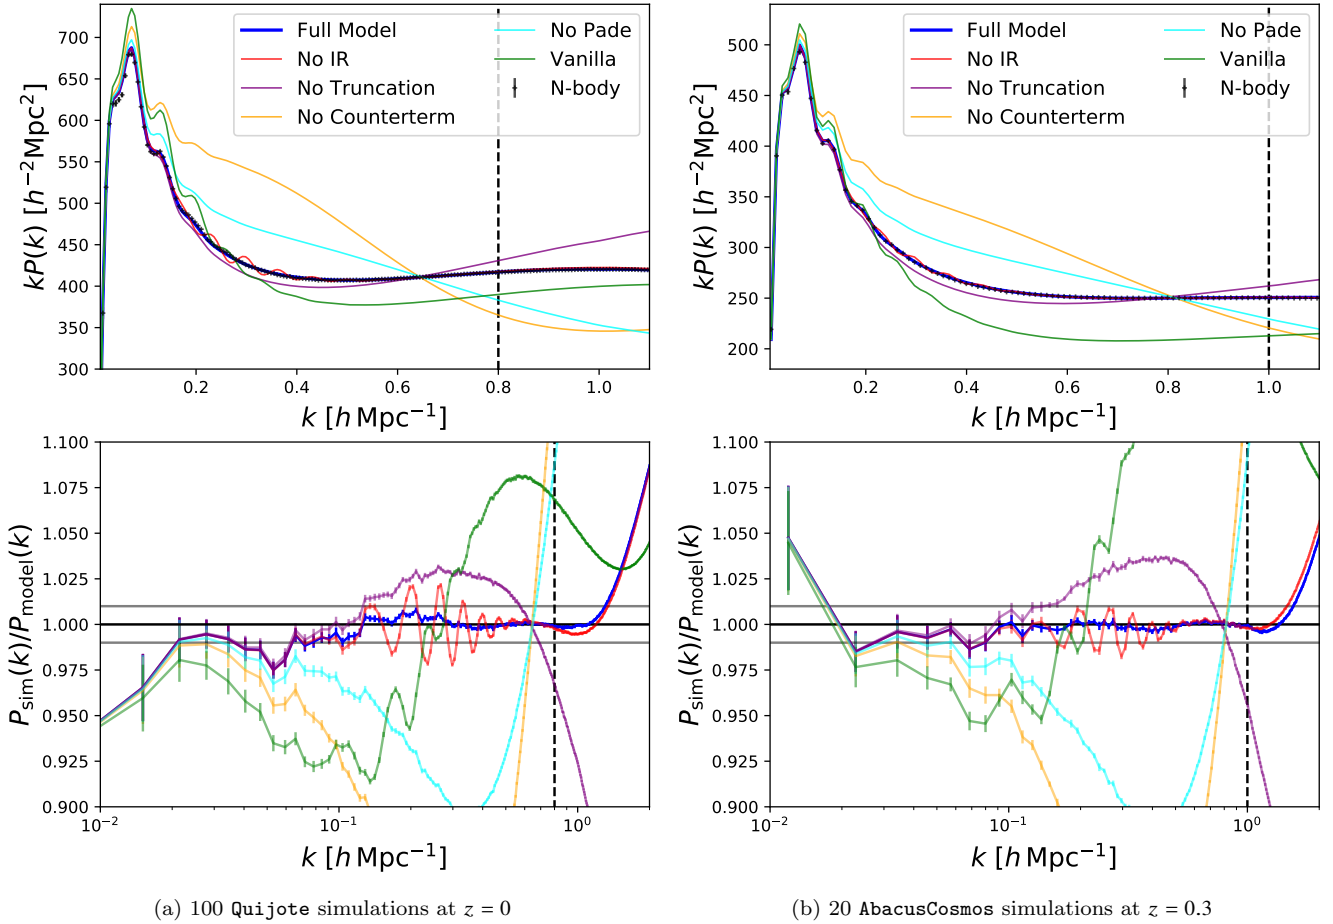 Full Model
No IR
No Truncation
No Counterterm
No Pade
Vanilla
N-body
kP(k) [h⁻²Mpc²]
700
650
600
550
500
450
400
350
300
0.2 0.4 0.6 0.8 1.0
k [h Mpc⁻¹]
Full Model
No IR
No Truncation
No Counterterm
No Pade
Vanilla
N-body
kP(k) [h⁻²Mpc²]
500
450
400
350
300
250
200
0.2 0.4 0.6 0.8 1.0
k [h Mpc⁻¹]
P_sim(k)/P_model(k)
1.100
1.075
1.050
1.025
1.000
0.975
0.950
0.925
0.900
10⁻² 10⁻¹ 10⁰
k [h Mpc⁻¹]
P_sim(k)/P_model(k)
1.100
1.075
1.050
1.025
1.000
0.975
0.950
0.925
0.900
10⁻² 10⁻¹ 10⁰
k [h Mpc⁻¹]
(a) 100 Quijote simulations at z = 0
(b) 20 AbacusCosmos simulations at z = 0.3